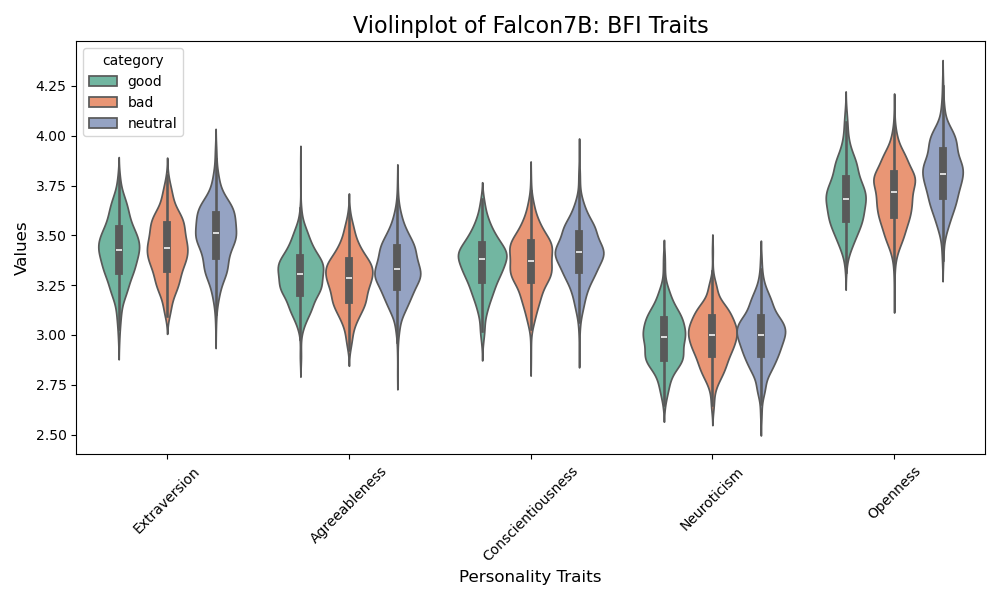 Violinplot of Falcon7B: BFI Traits
category
good
bad
neutral
Values
4.25
4.00
3.75
3.50
3.25
3.00
2.75
2.50
Extraversion
Agreeableness
Conscientiousness
Neuroticism
Openness
Personality Traits